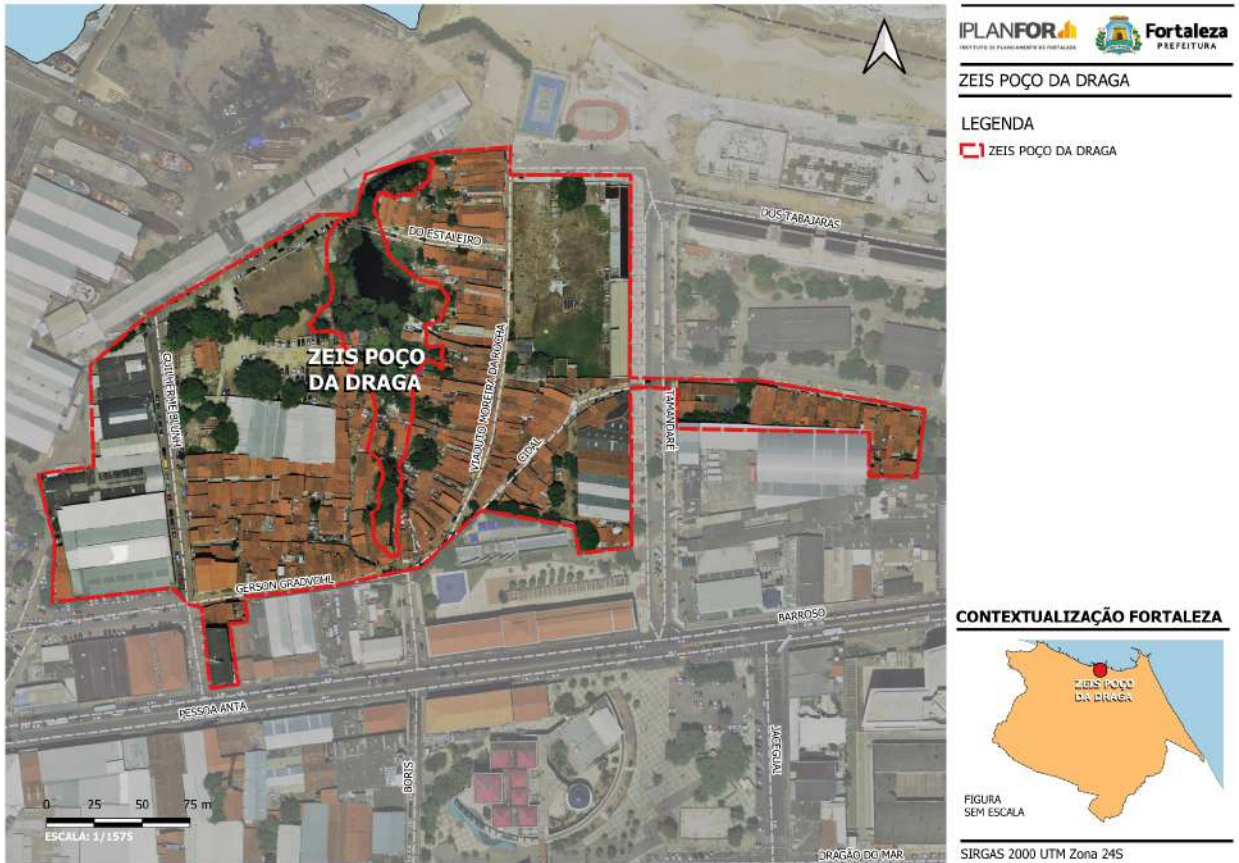 IPLANFOR
INSTITUTO DE PLANEJAMENTO DE FORTALEZA
Fortaleza
PREFEITURA
ZEIS POÇO DA DRAGA
LEGENDA
ZEIS POÇO DA DRAGA
DOS TABAJARAS
DO ESTALEIRO
ZEIS POÇO
DA DRAGA
GUILHERME BLUNH
VIADUTO MOREIRA DA ROCHA
CIDAL
TAMANDARÉ
GERSON GRADVOHL
BARROSO
PESSOA ANTA
BORIS
JACEGUAI
DRAGÃO DO MAR
0 25 50 75 m
ESCALA: 1/1575
CONTEXTUALIZAÇÃO FORTALEZA
ZEIS POÇO
DA DRAGA
FIGURA
SEM ESCALA
SIRGAS 2000 UTM Zona 24S